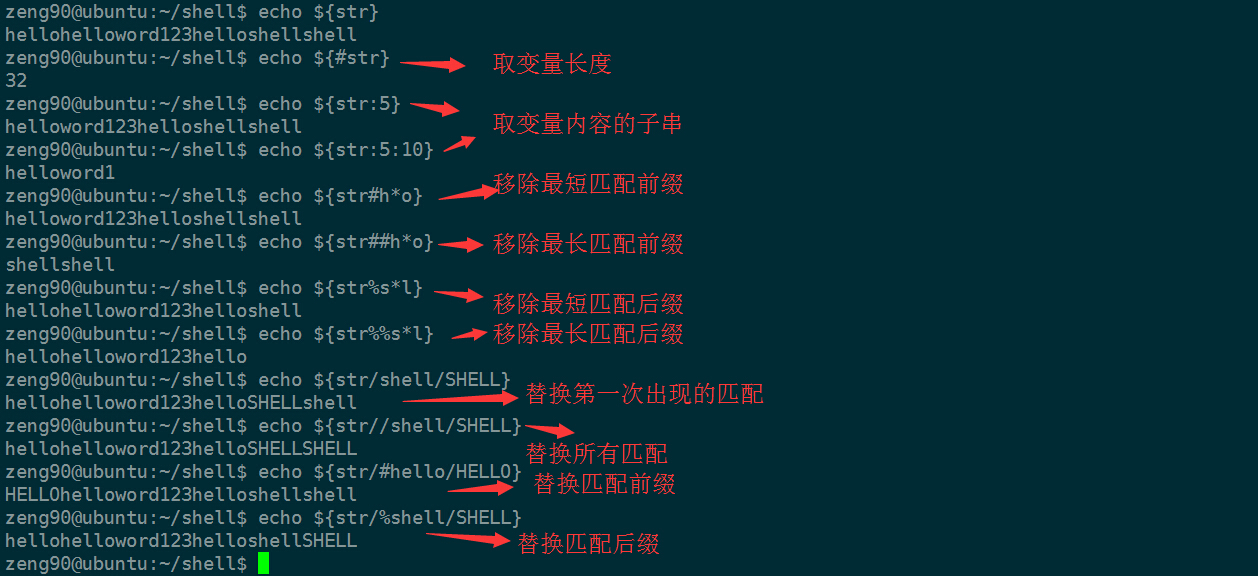 zeng90@ubuntu:~/shell$ echo ${str}
hellohelloword123helloshellshell
zeng90@ubuntu:~/shell$ echo ${#str} 取变量长度
32
zeng90@ubuntu:~/shell$ echo ${str:5}
helloword123helloshellshell 取变量内容的子串
zeng90@ubuntu:~/shell$ echo ${str:5:10}
helloword1
zeng90@ubuntu:~/shell$ echo ${str#h*o} 移除最短匹配前缀
helloword123helloshellshell
zeng90@ubuntu:~/shell$ echo ${str##h*o} 移除最长匹配前缀
shellshell
zeng90@ubuntu:~/shell$ echo ${str%s*l} 移除最短匹配后缀
hellohelloword123helloshell
zeng90@ubuntu:~/shell$ echo ${str%%s*l} 移除最长匹配后缀
hellohelloword123hello
zeng90@ubuntu:~/shell$ echo ${str/shell/SHELL}
hellohelloword123helloSHELLshell 替换第一次出现的匹配
zeng90@ubuntu:~/shell$ echo ${str//shell/SHELL}
hellohelloword123helloSHELLSHELL 替换所有匹配
zeng90@ubuntu:~/shell$ echo ${str/#hello/HELLO}
HELLOhelloword123helloshellshell 替换匹配前缀
zeng90@ubuntu:~/shell$ echo ${str/%shell/SHELL}
hellohelloword123helloshellSHELL 替换匹配后缀
zeng90@ubuntu:~/shell$